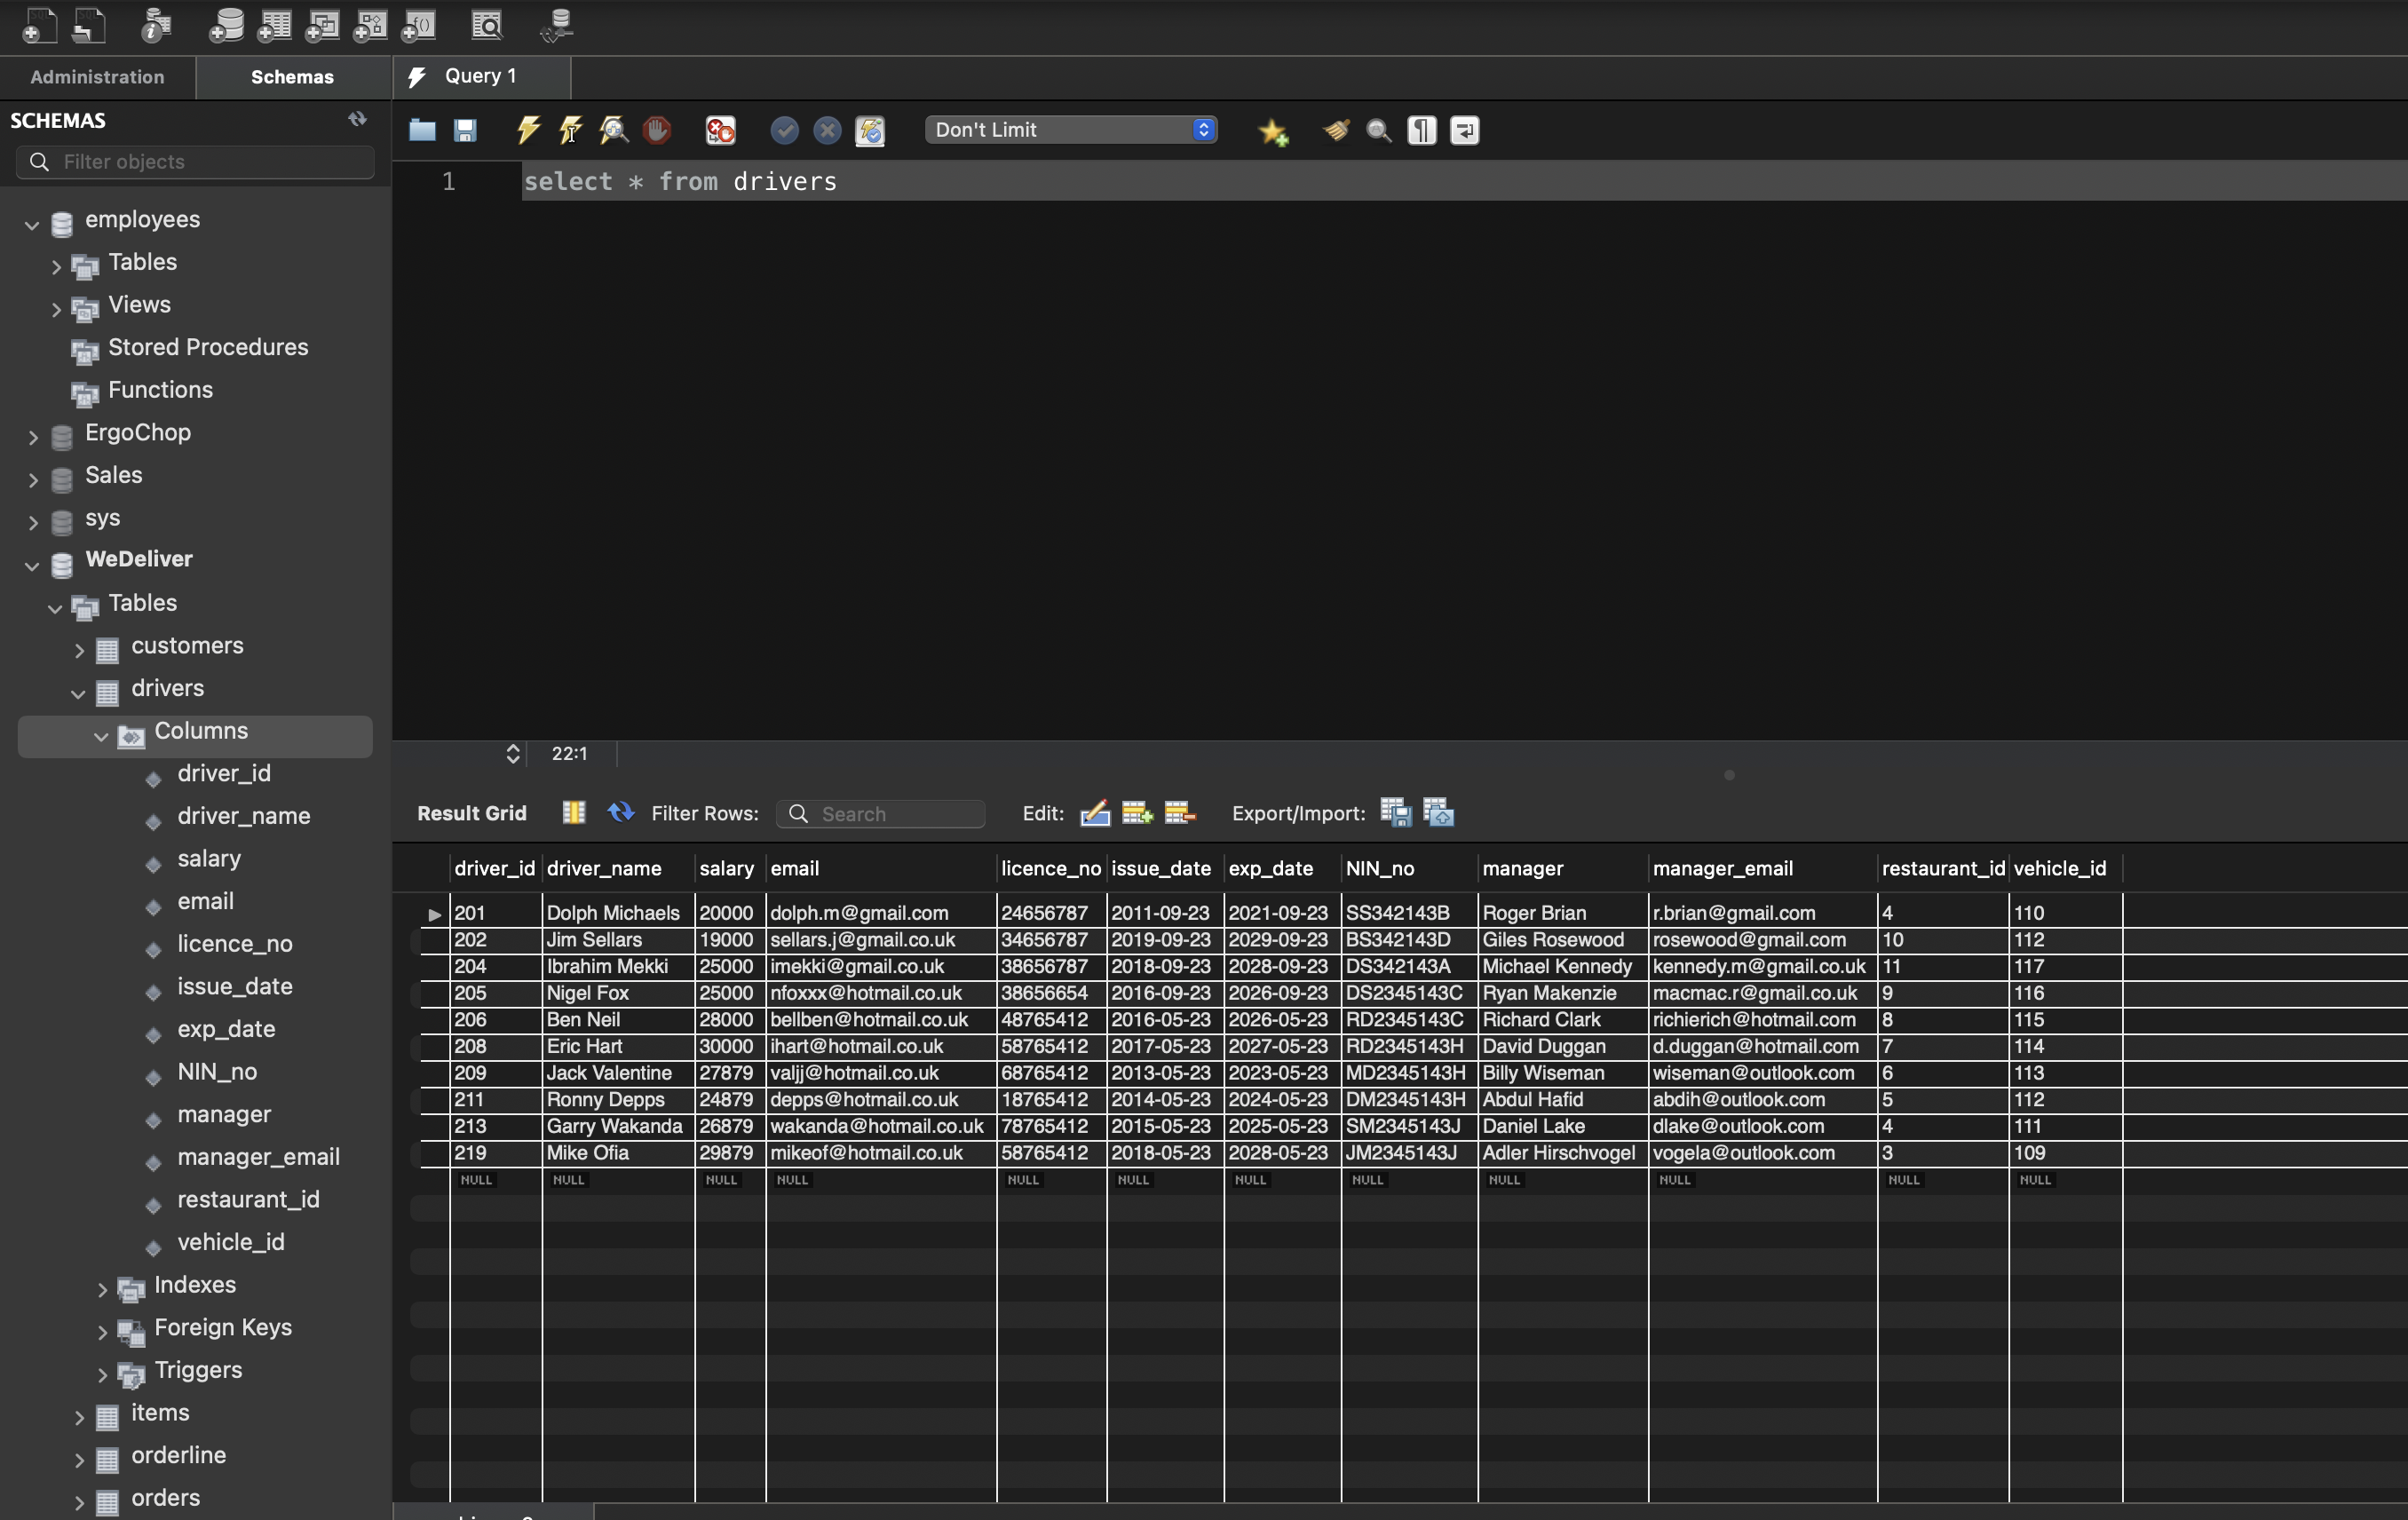 Administration Schemas Query 1
SCHEMAS
Filter objects
employees
Tables
Views
Stored Procedures
Functions
ErgoChop
Sales
sys
WeDeliver
Tables
customers
drivers
Columns
driver_id
driver_name
salary
email
licence_no
issue_date
exp_date
NIN_no
manager
manager_email
restaurant_id
vehicle_id
Indexes
Foreign Keys
Triggers
items
orderline
orders
Don't Limit
1 select * from drivers
22:1
Result Grid Filter Rows: Search Edit: Export/Import:
driver_id driver_name salary email licence_no issue_date exp_date NIN_no manager manager_email restaurant_id vehicle_id
201 Dolph Michaels 20000 dolph.m@gmail.com 24656787 2011-09-23 2021-09-23 SS342143B Roger Brian r.brian@gmail.com 4 110
202 Jim Sellars 19000 sellars.j@gmail.co.uk 34656787 2019-09-23 2029-09-23 BS342143D Giles Rosewood rosewood@gmail.com 10 112
204 Ibrahim Mekki 25000 imekki@gmail.co.uk 38656787 2018-09-23 2028-09-23 DS342143A Michael Kennedy kennedy.m@gmail.co.uk 11 117
205 Nigel Fox 25000 nfoxxx@hotmail.co.uk 38656654 2016-09-23 2026-09-23 DS2345143C Ryan Makenzie macmac.r@gmail.co.uk 9 116
206 Ben Neil 28000 bellben@hotmail.co.uk 48765412 2016-05-23 2026-05-23 RD2345143C Richard Clark richierich@hotmail.com 8 115
208 Eric Hart 30000 ihart@hotmail.co.uk 58765412 2017-05-23 2027-05-23 RD2345143H David Duggan d.duggan@hotmail.com 7 114
209 Jack Valentine 27879 valjj@hotmail.co.uk 68765412 2013-05-23 2023-05-23 MD2345143H Billy Wiseman wiseman@outlook.com 6 113
211 Ronny Depps 24879 depps@hotmail.co.uk 18765412 2014-05-23 2024-05-23 DM2345143H Abdul Hafid abdih@outlook.com 5 112
213 Garry Wakanda 26879 wakanda@hotmail.co.uk 78765412 2015-05-23 2025-05-23 SM2345143J Daniel Lake dlake@outlook.com 4 111
219 Mike Ofia 29879 mikeof@hotmail.co.uk 58765412 2018-05-23 2028-05-23 JM2345143J Adler Hirschvogel vogela@outlook.com 3 109
NULL NULL NULL NULL NULL NULL NULL NULL NULL NULL NULL NULL